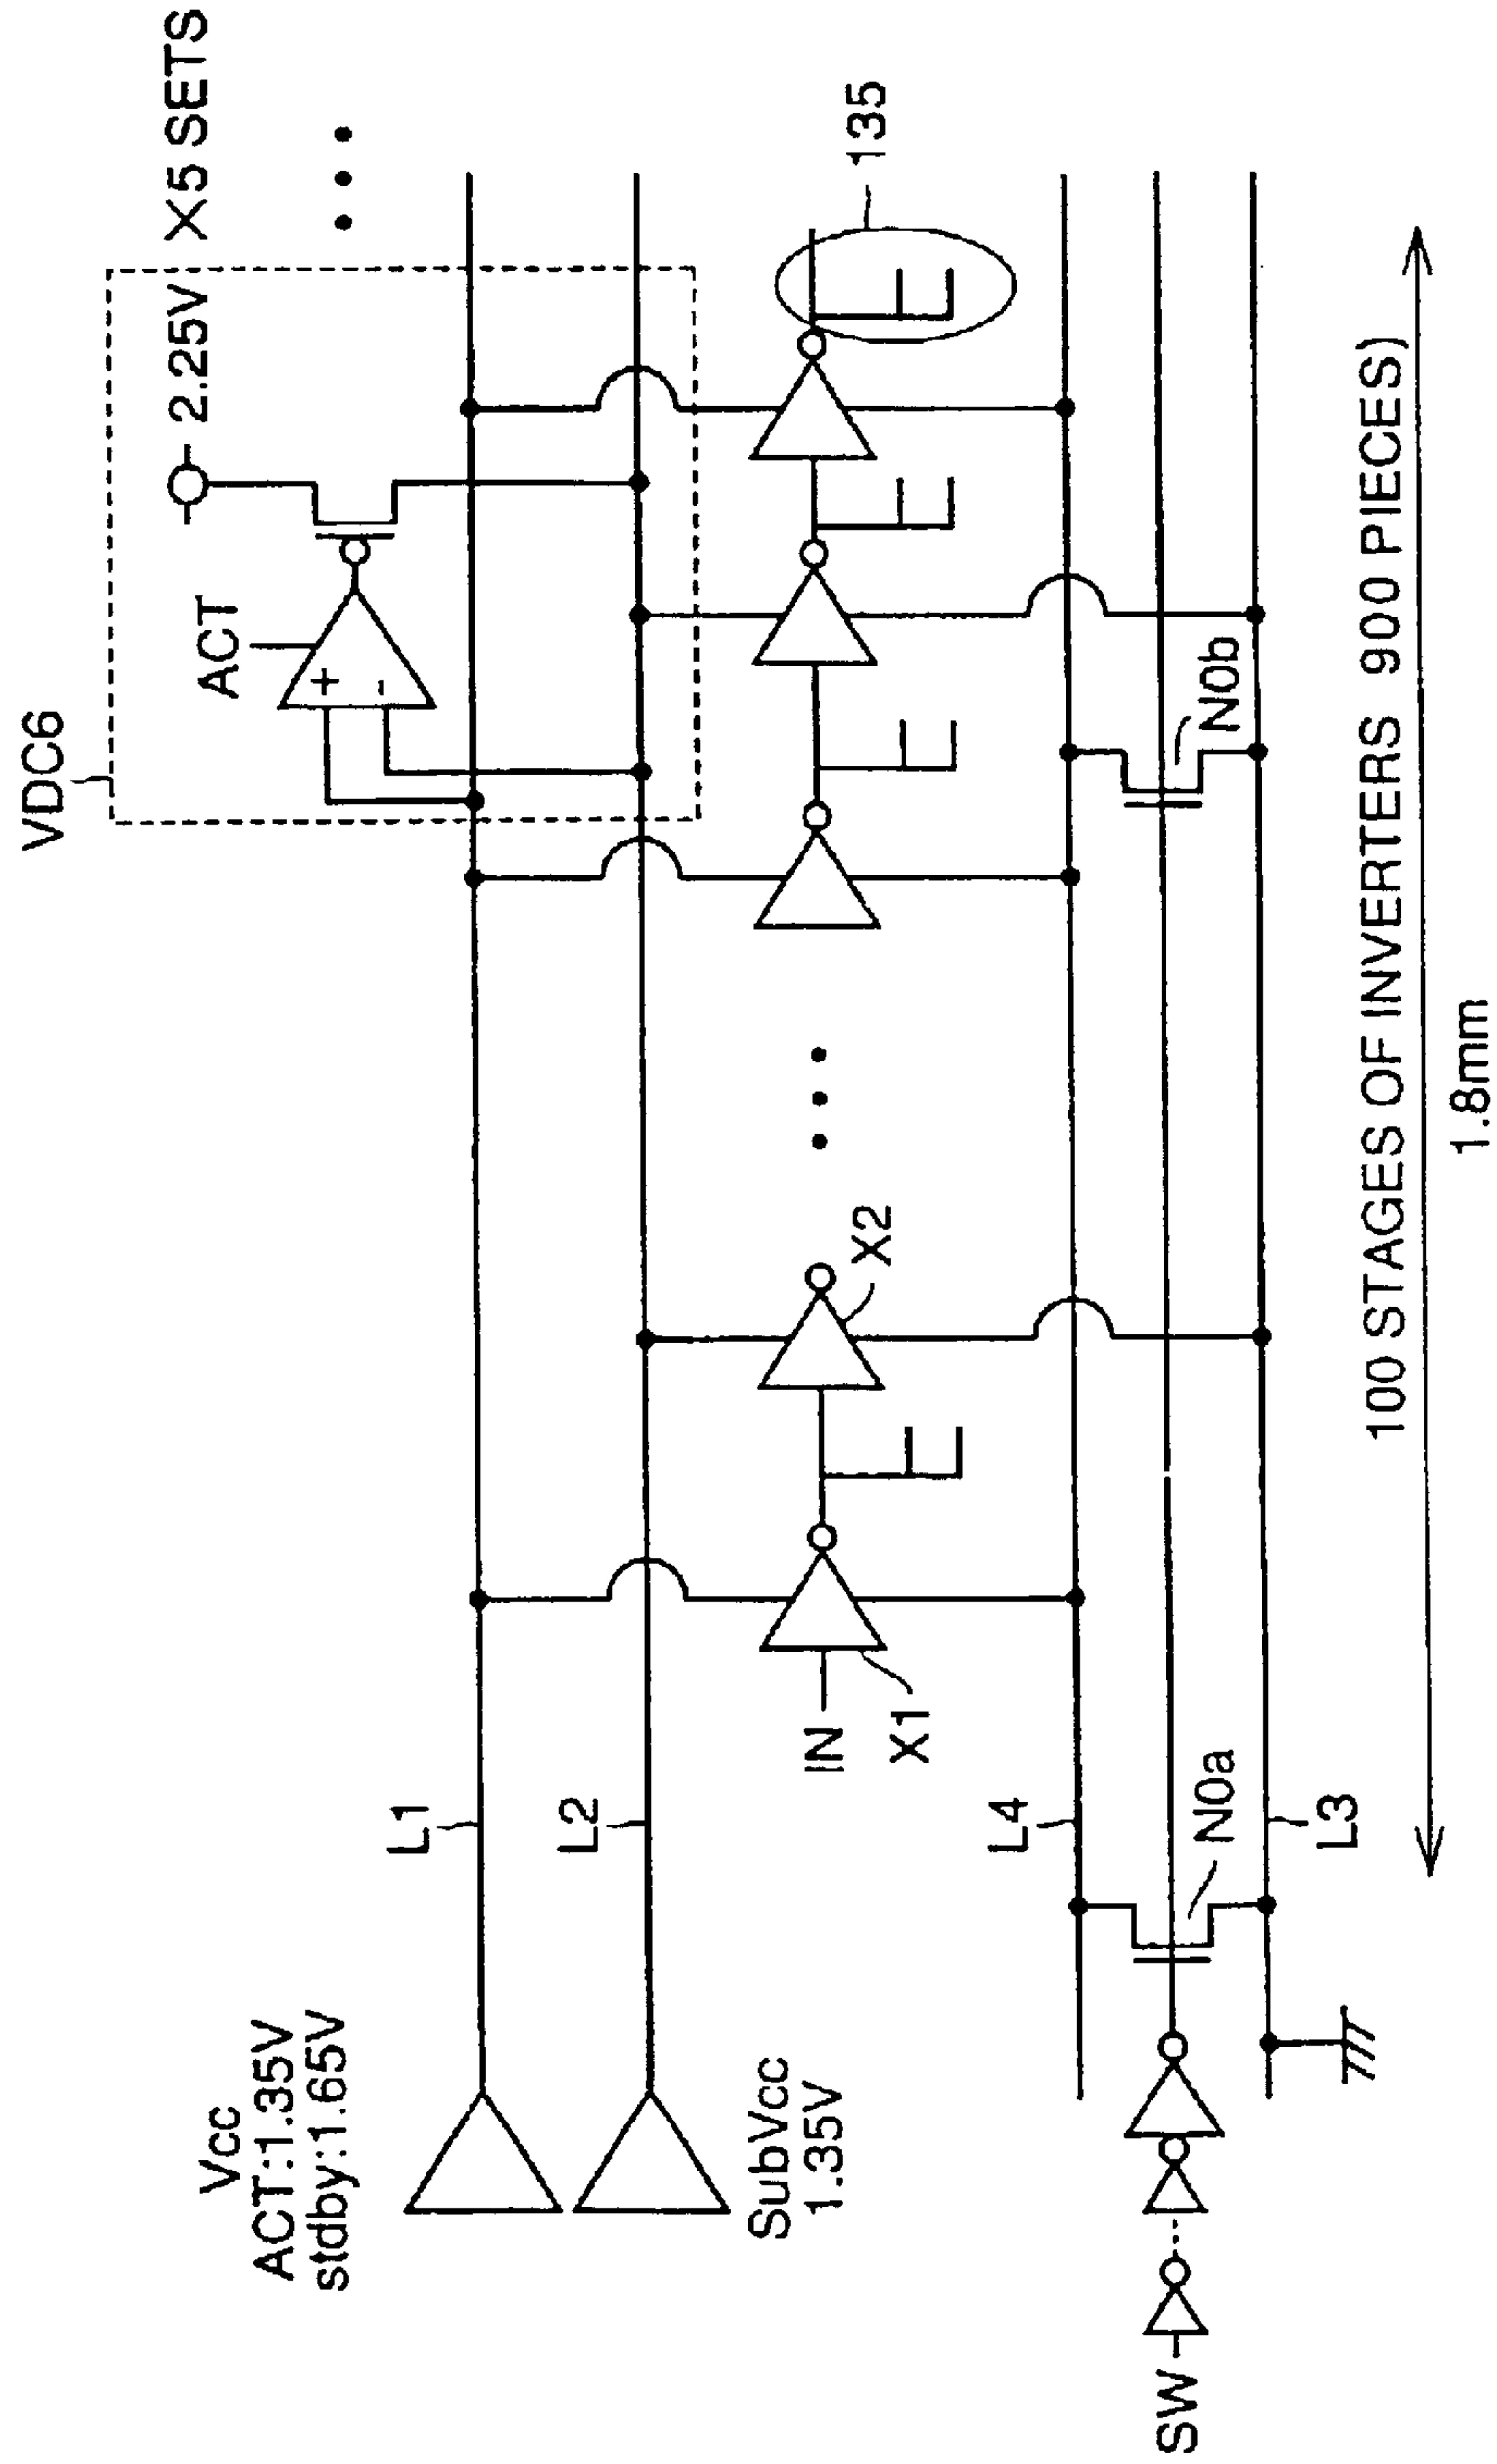 VDC6
ACT
2.25V
X5 SETS
Vcc
ACT:1.35V
stdby:1.65V
L1
L2
SubVcc
1.35V
+
-
IN
X1
X2
135
L4
N0a
N0b
L3
SW
100 STAGES OF INVERTERS 900 PIECES)
1.8mm